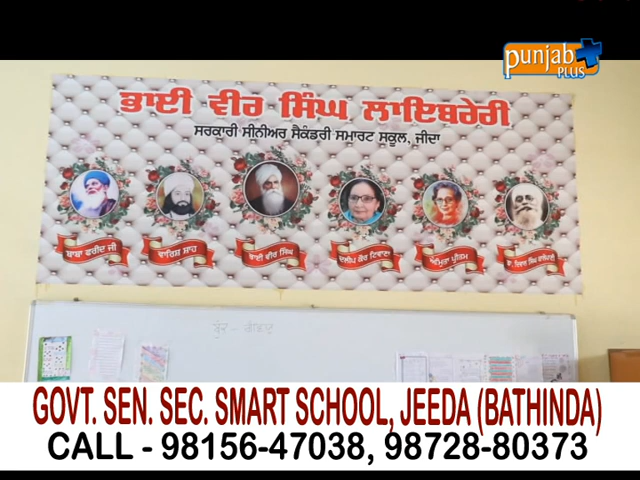 punjab
PLUS
ਭਾਈ ਵੀਰ ਸਿੰਘ ਲਾਇਬਰੇਰੀ
ਸਰਕਾਰੀ ਸੀਨੀਅਰ ਸੈਕੰਡਰੀ ਸਮਾਰਟ ਸਕੂਲ, ਜੀਦਾ
ਬਾਬਾ ਫਰੀਦ ਜੀ
ਵਾਰਿਸ਼ ਸ਼ਾਹ
ਭਾਈ ਵੀਰ ਸਿੰਘ
ਦਲੀਪ ਕੌਰ ਟਿਵਾਣਾ
ਅੰਮ੍ਰਿਤਾ ਪ੍ਰੀਤਮ
GOVT. SEN. SEC. SMART SCHOOL, JEEDA (BATHINDA)
CALL - 98156-47038, 98728-80373